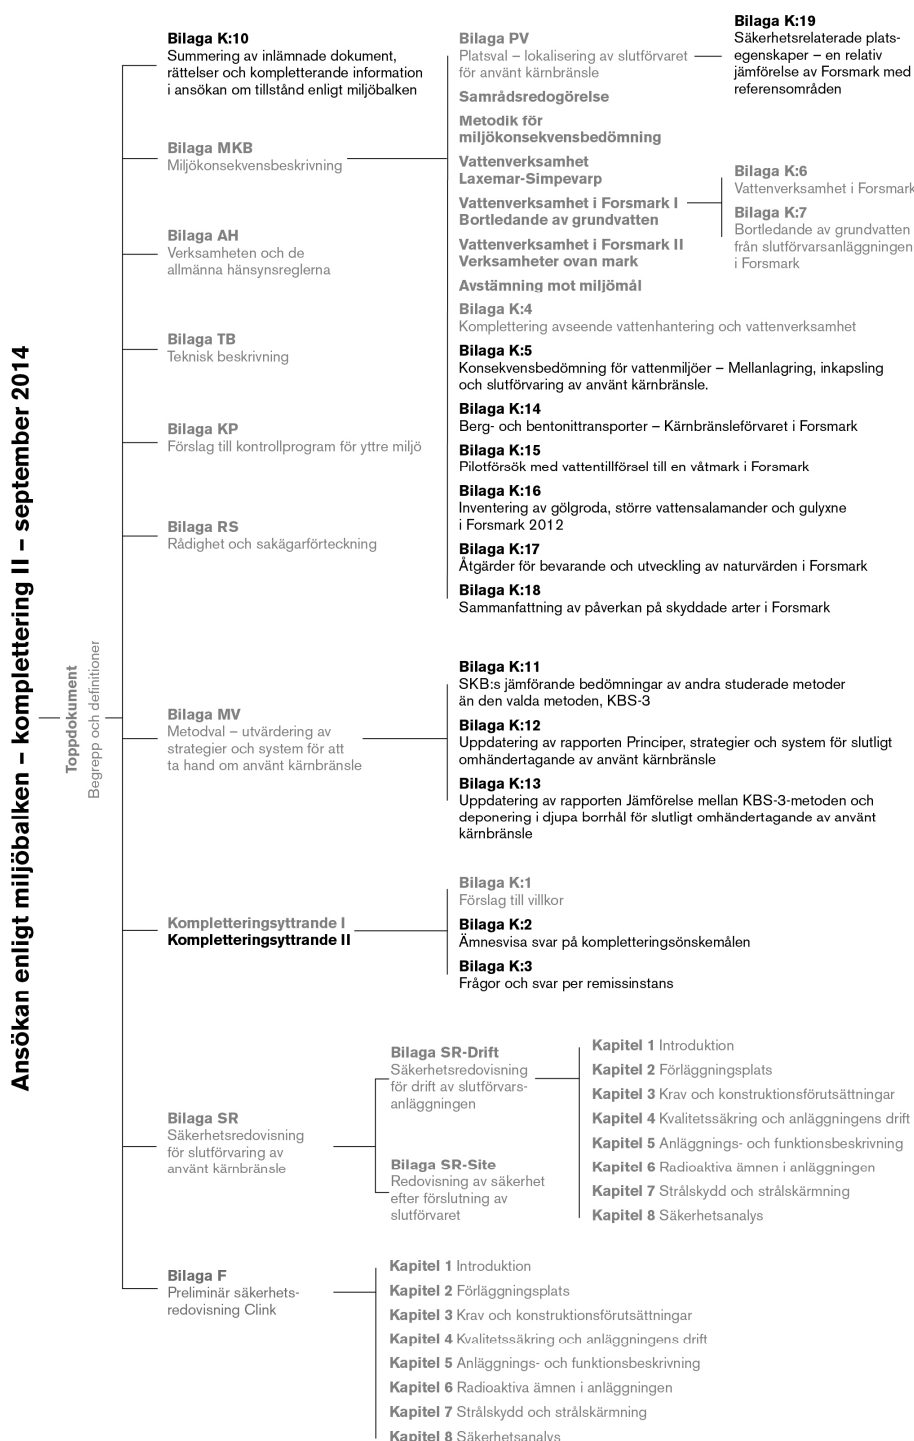 Ansökan enligt miljöbalken – komplettering II – september 2014
Toppdokument
Begrepp och definitioner
Bilaga K:10
Summering av inlämnade dokument,
rättelser och kompletterande information
i ansökan om tillstånd enligt miljöbalken
Bilaga MKB
Miljökonsekvensbeskrivning
Bilaga AH
Verksamheten och de
allmänna hänsynsreglerna
Bilaga TB
Teknisk beskrivning
Bilaga KP
Förslag till kontrollprogram för yttre miljö
Bilaga RS
Rådighet och sakägarförteckning
Bilaga PV
Platsval – lokalisering av slutförvaret
för använt kärnbränsle
Samrådsredogörelse
Metodik för
miljökonsekvensbedömning
Vattenverksamhet
Laxemar-Simpevarp
Vattenverksamhet i Forsmark I
Bortledande av grundvatten
Vattenverksamhet i Forsmark II
Verksamheter ovan mark
Avstämning mot miljömål
Bilaga K:4
Komplettering avseende vattenhantering och vattenverksamhet
Bilaga K:5
Konsekvensbedömning för vattenmiljöer – Mellanlagring, inkapsling
och slutförvaring av använt kärnbränsle.
Bilaga K:14
Berg- och bentonittransporter – Kärnbränsleförvaret i Forsmark
Bilaga K:15
Pilotförsök med vattentillförsel till en våtmark i Forsmark
Bilaga K:16
Inventering av gölgroda, större vattensalamander och gulyxne
i Forsmark 2012
Bilaga K:17
Åtgärder för bevarande och utveckling av naturvärden i Forsmark
Bilaga K:18
Sammanfattning av påverkan på skyddade arter i Forsmark
Bilaga K:19
Säkerhetsrelaterade plats-
egenskaper – en relativ
jämförelse av Forsmark med
referensområden
Bilaga K:6
Vattenverksamhet i Forsmark
Bilaga K:7
Bortledande av grundvatten
från slutförvarsanläggningen
i Forsmark
Bilaga MV
Metodval – utvärdering av
strategier och system för att
ta hand om använt kärnbränsle
Bilaga K:11
SKB:s jämförande bedömningar av andra studerade metoder
än den valda metoden, KBS-3
Bilaga K:12
Uppdatering av rapporten Principer, strategier och system för slutligt
omhändertagande av använt kärnbränsle
Bilaga K:13
Uppdatering av rapporten Jämförelse mellan KBS-3-metoden och
deponering i djupa borrhål för slutligt omhändertagande av använt
kärnbränsle
Kompletteringsyttrande I
Kompletteringsyttrande II
Bilaga K:1
Förslag till villkor
Bilaga K:2
Ämnesvisa svar på kompletteringsönskemålen
Bilaga K:3
Frågor och svar per remissinstans
Bilaga SR
Säkerhetsredovisning
för slutförvaring av
använt kärnbränsle
Bilaga SR-Drift
Säkerhetsredovisning
för drift av slutförvars-
anläggningen
Bilaga SR-Site
Redovisning av säkerhet
efter förslutning av
slutförvaret
Kapitel 1 Introduktion
Kapitel 2 Förläggningsplats
Kapitel 3 Krav och konstruktionsförutsättningar
Kapitel 4 Kvalitetssäkring och anläggningens drift
Kapitel 5 Anläggnings- och funktionsbeskrivning
Kapitel 6 Radioaktiva ämnen i anläggningen
Kapitel 7 Strålskydd och strålskärmning
Kapitel 8 Säkerhetsanalys
Bilaga F
Preliminär säkerhets-
redovisning Clink
Kapitel 1 Introduktion
Kapitel 2 Förläggningsplats
Kapitel 3 Krav och konstruktionsförutsättningar
Kapitel 4 Kvalitetssäkring och anläggningens drift
Kapitel 5 Anläggnings- och funktionsbeskrivning
Kapitel 6 Radioaktiva ämnen i anläggningen
Kapitel 7 Strålskydd och strålskärmning
Kapitel 8 Säkerhetsanalys